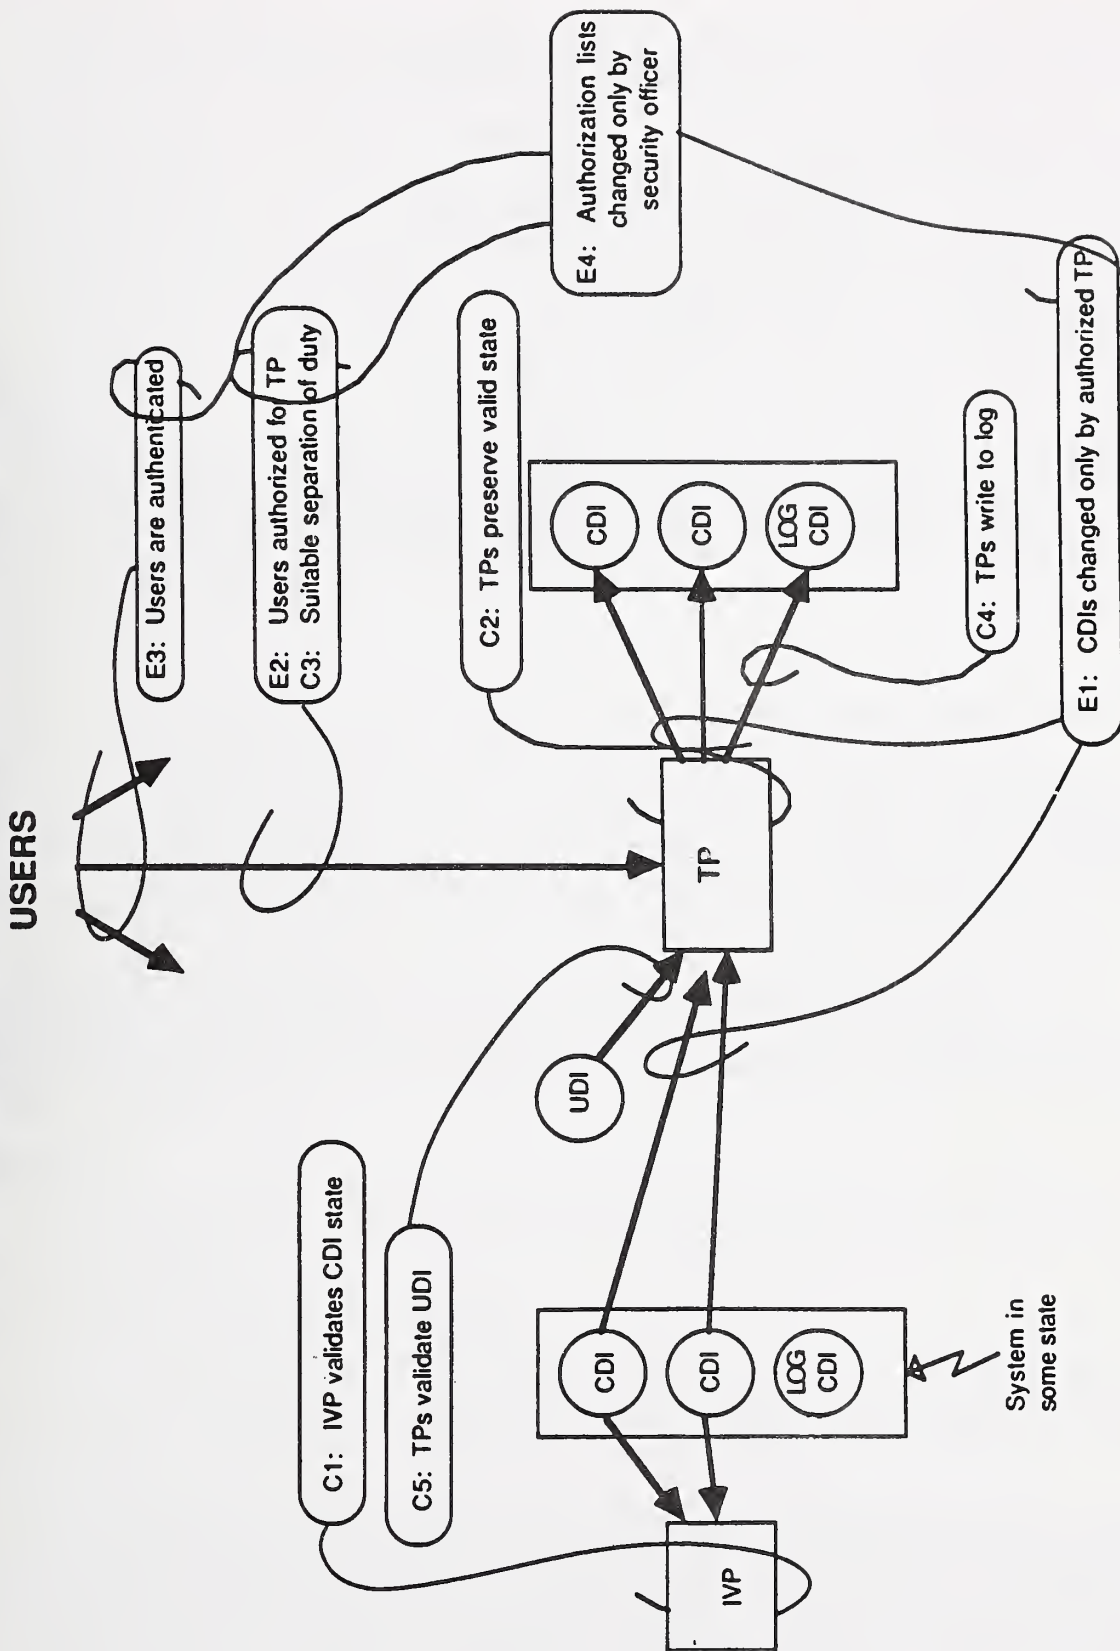 USERS
E3: Users are authenticated
E2: Users authorized for TP
C3: Suitable separation of duty
C1: IVP validates CDI state
C5: TPs validate UDI
C2: TPs preserve valid state
E4: Authorization lists
changed only by
security officer
UDI
CDI
CDI
LOG
CDI
IVP
TP
CDI
CDI
LOG
CDI
System in
some state
C4: TPs write to log
E1: CDIs changed only by authorized TP